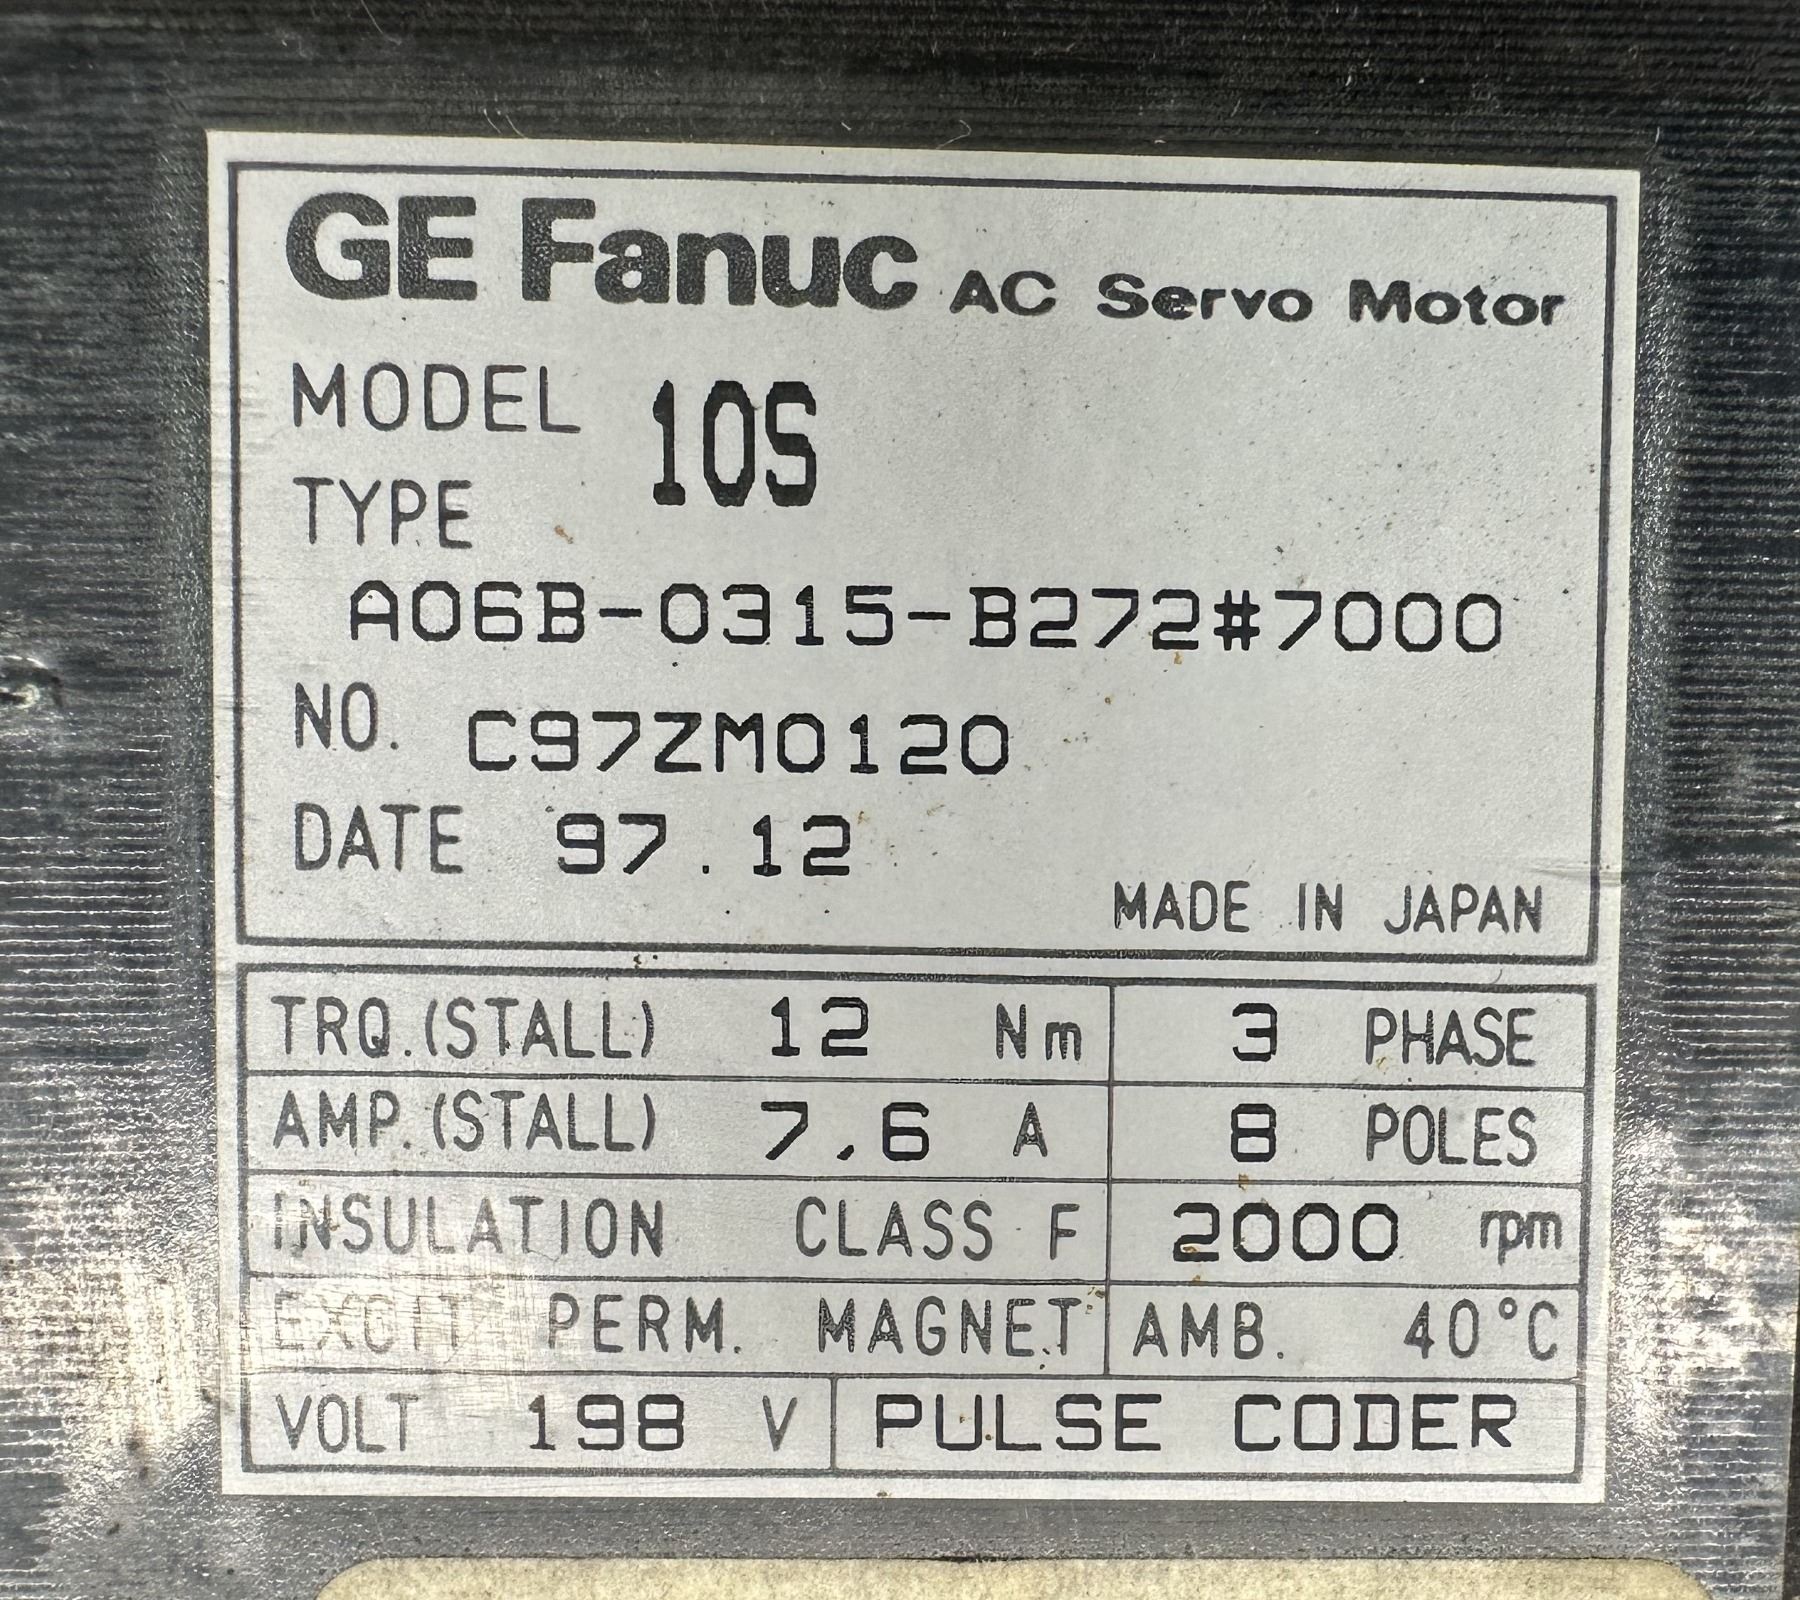 GE Fanuc AC Servo Motor
MODEL 10S
TYPE
A06B-0315-B272#7000
NO. C97ZM0120
DATE 97.12
MADE IN JAPAN
TRQ.(STALL) 12 Nm 3 PHASE
AMP.(STALL) 7.6 A 8 POLES
INSULATION CLASS F 2000 rpm
EXCIT PERM. MAGNET AMB. 40°C
VOLT 198 V PULSE CODER